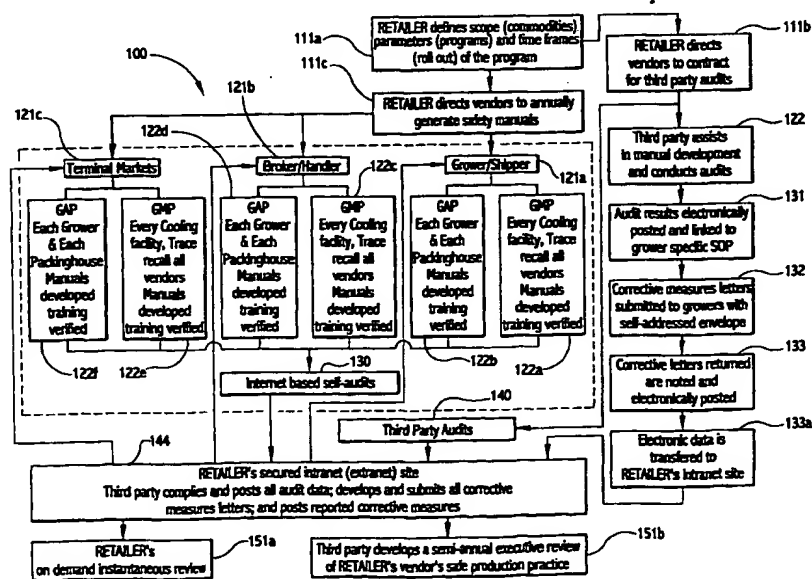 100
111a
RETAILER defines scope (commodities)
parameters (programs) and time frames
(roll out) of the program
111b
RETAILER directs
vendors to contract
for third party audits
111c
RETAILER directs vendors to annually
generate safety manuals
122
Third party assists
in manual development
and conducts audits
121c
Terminal Markets
121b
Broker/Handler
Grower/Shipper
121a
122d
122c
GAP
Each Grower
& Each
Packinghouse
Manuals
developed
training
verified
122f
GMP
Every Cooling
facility, Trace
recall all
vendors
Manuals
developed
training verified
122e
GAP
Each Grower
& Each
Packinghouse
Manuals
developed
training
verified
GMP
Every Cooling
facility, Trace
recall all
vendors
Manuals
developed
training verified
GAP
Each Grower
& Each
Packinghouse
Manuals
developed
training
verified
122b
GMP
Every Cooling
facility, Trace
recall all
vendors
Manuals
developed
training verified
122a
131
Audit results electronically
posted and linked to
grower specific SOP
132
Corrective measures letters
submitted to growers with
self-addressed envelope
133
Corrective letters returned
are noted and
electronically posted
133a
Electronic data is
transfered to
RETAILER's intranet site
130
Internet based self-audits
140
Third Party Audits
144
RETAILER's secured intranet (extranet) site
Third party complies and posts all audit data; develops and submits all corrective
measures letters; and posts reported corrective measures
RETAILER's
on demand instantaneous review
151a
Third party develops a semi-annual executive review
of RETAILER's vendor's safe production practice
151b